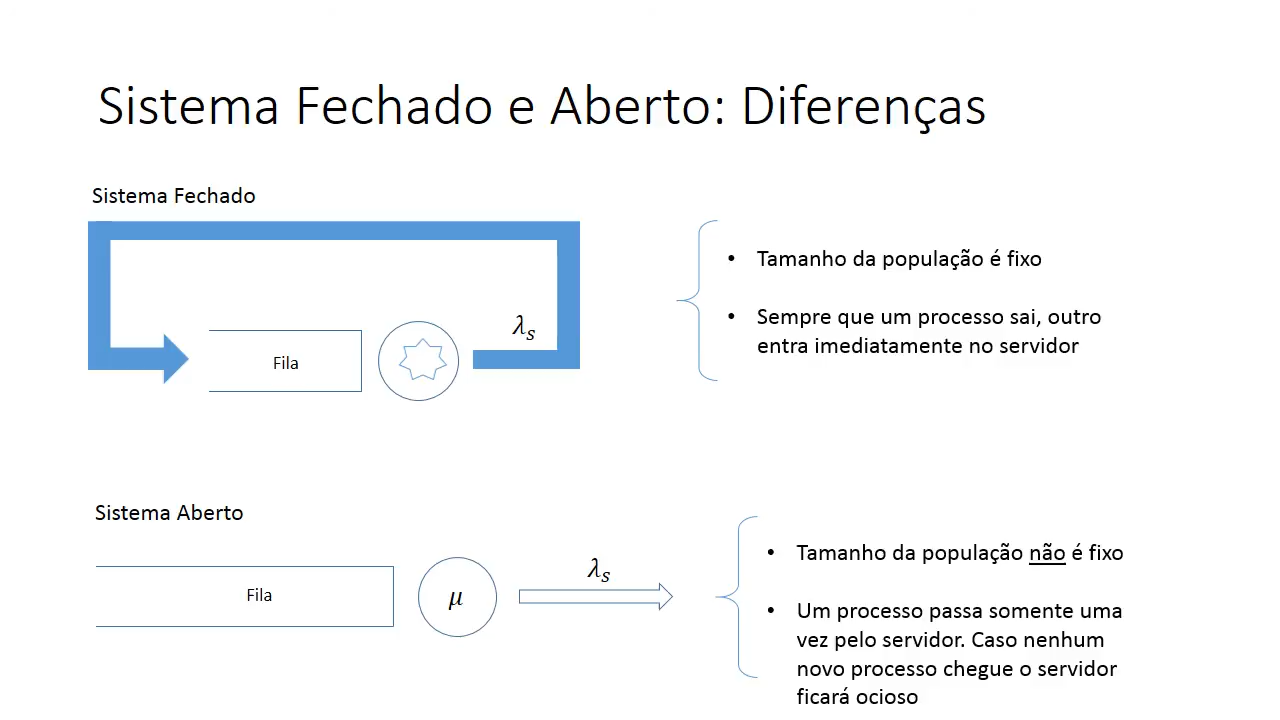 Sistema Fechado e Aberto: Diferenças
Sistema Fechado
λs
Fila
• Tamanho da população é fixo
• Sempre que um processo sai, outro
entra imediatamente no servidor
Sistema Aberto
Fila
μ
λs
• Tamanho da população não é fixo
• Um processo passa somente uma
vez pelo servidor. Caso nenhum
novo processo chegue o servidor
ficará ocioso